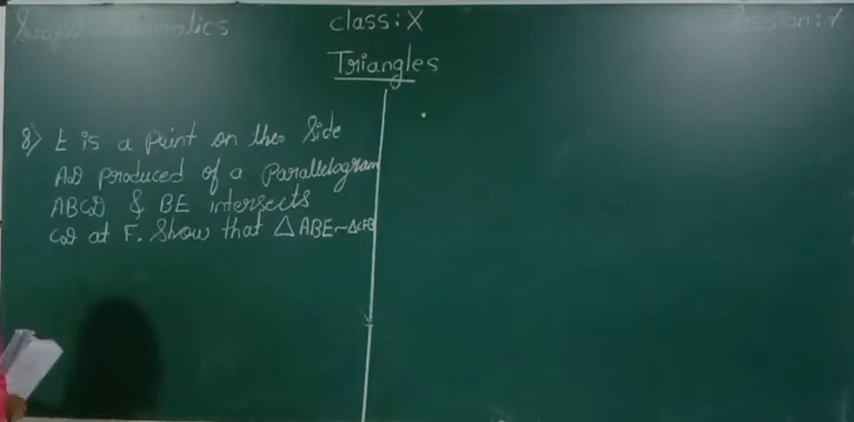 class: X
Triangles
8) E is a point on the side
AD produced of a Parallelogram
ABCD & BE intersects
CD at F. Show that △ABE~△CFB